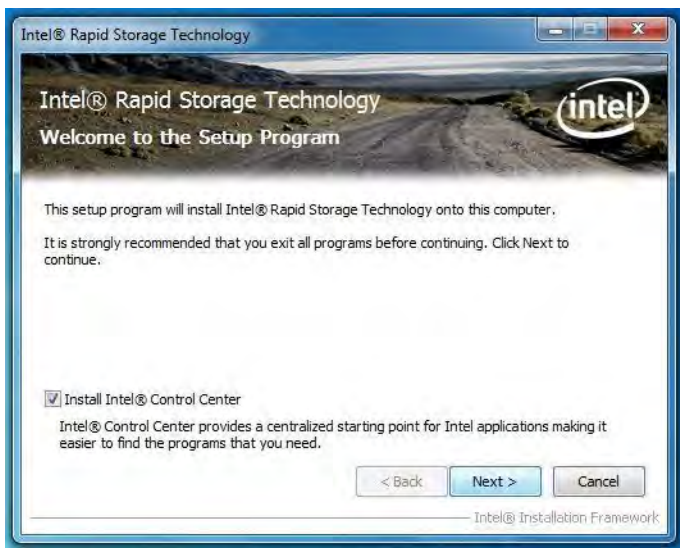 Intel® Rapid Storage Technology
Intel® Rapid Storage Technology
intel
Welcome to the Setup Program
This setup program will install Intel® Rapid Storage Technology onto this computer.
It is strongly recommended that you exit all programs before continuing. Click Next to
continue.
Install Intel® Control Center
Intel® Control Center provides a centralized starting point for Intel applications making it
easier to find the programs that you need.
< Back Next > Cancel
Intel® Installation Framework